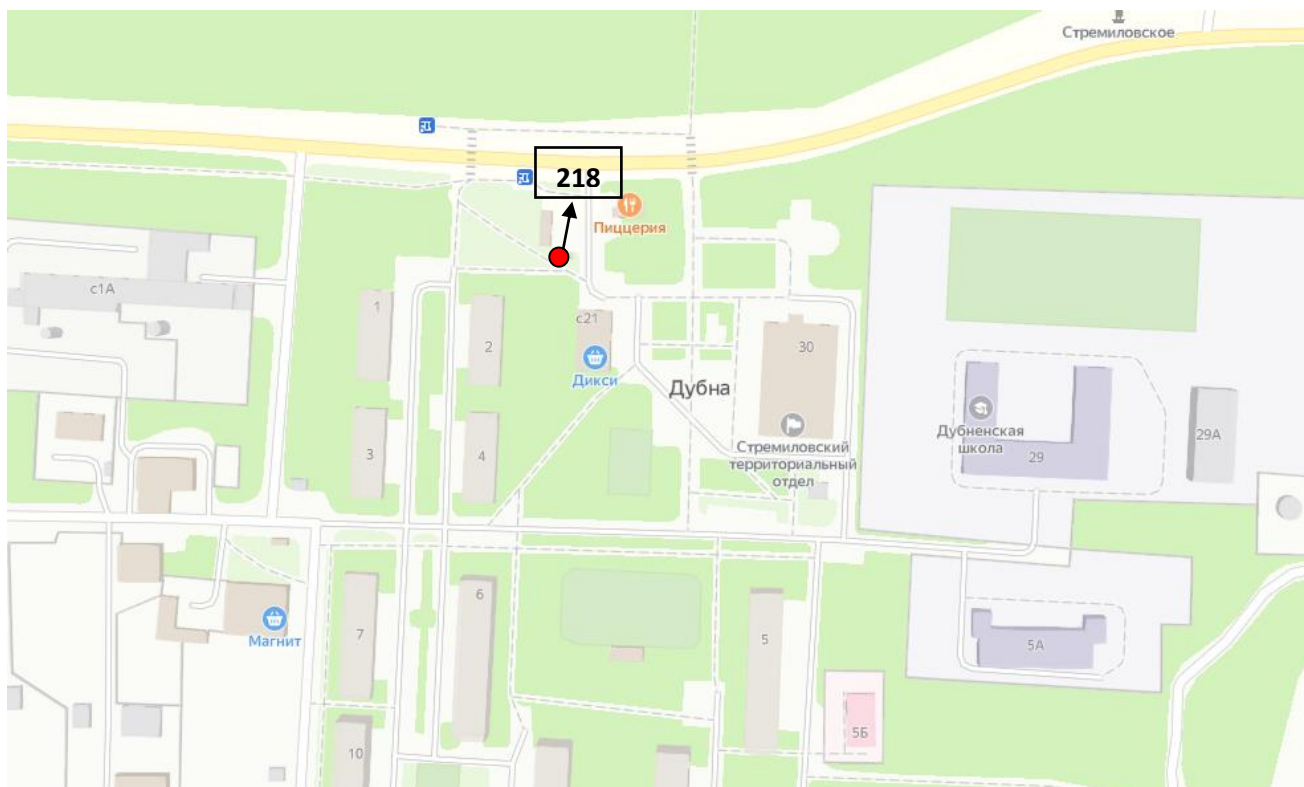 Стремиловское
218
Пиццерия
с1А
1
2
с21
30
Дикси
Дубна
Дубненская
школа
29
29А
3
4
Стремиловский
территориальный
отдел
Магнит
7
6
5
5А
10
5Б